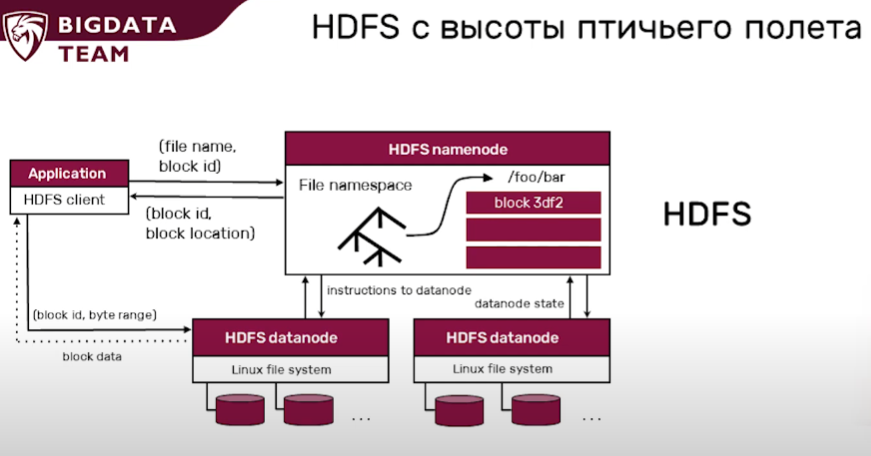 BIGDATA
TEAM
HDFS с высоты птичьего полета
(file name,
block id)
HDFS namenode
Application
HDFS client
File namespace
/foo/bar
block 3df2
HDFS
(block id,
block location)
instructions to datanode
datanode state
(block id, byte range)
block data
HDFS datanode
Linux file system
...
HDFS datanode
Linux file system
...